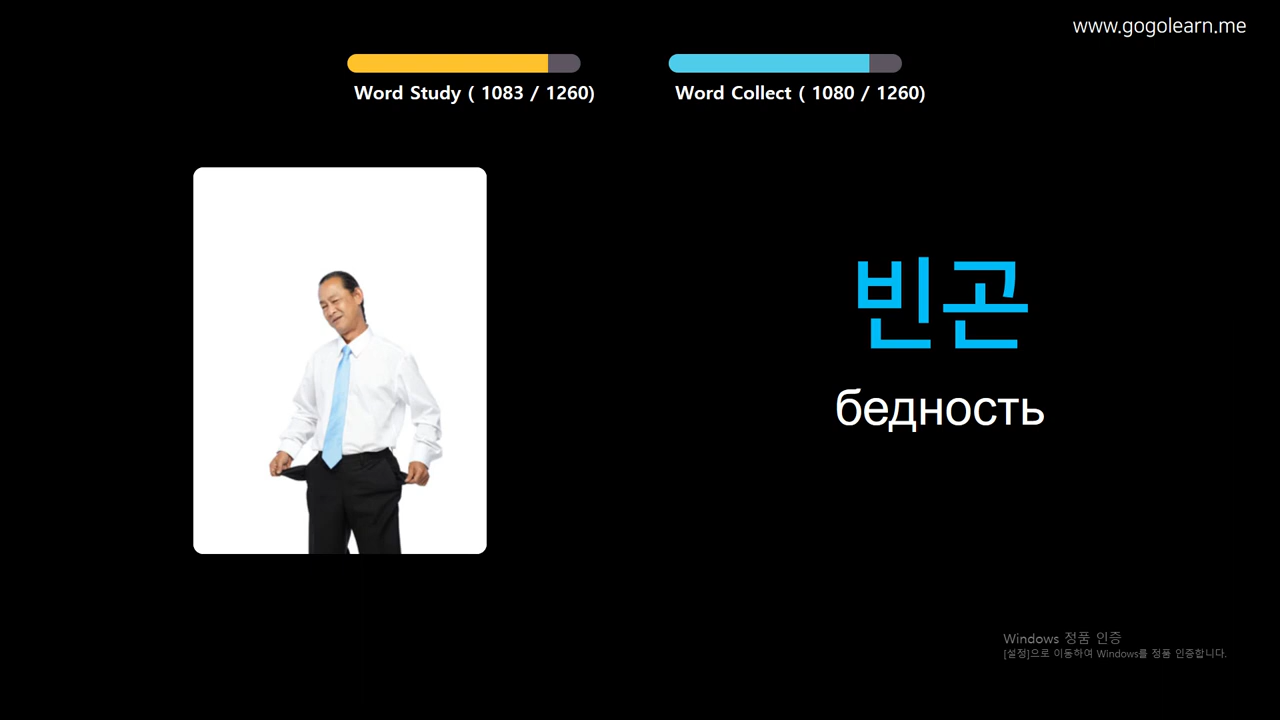 www.gogolearn.me
Word Study ( 1083 / 1260)
Word Collect ( 1080 / 1260)
빈곤
бедность
Windows 정품 인증
[설정]으로 이동하여 Windows를 정품 인증합니다.